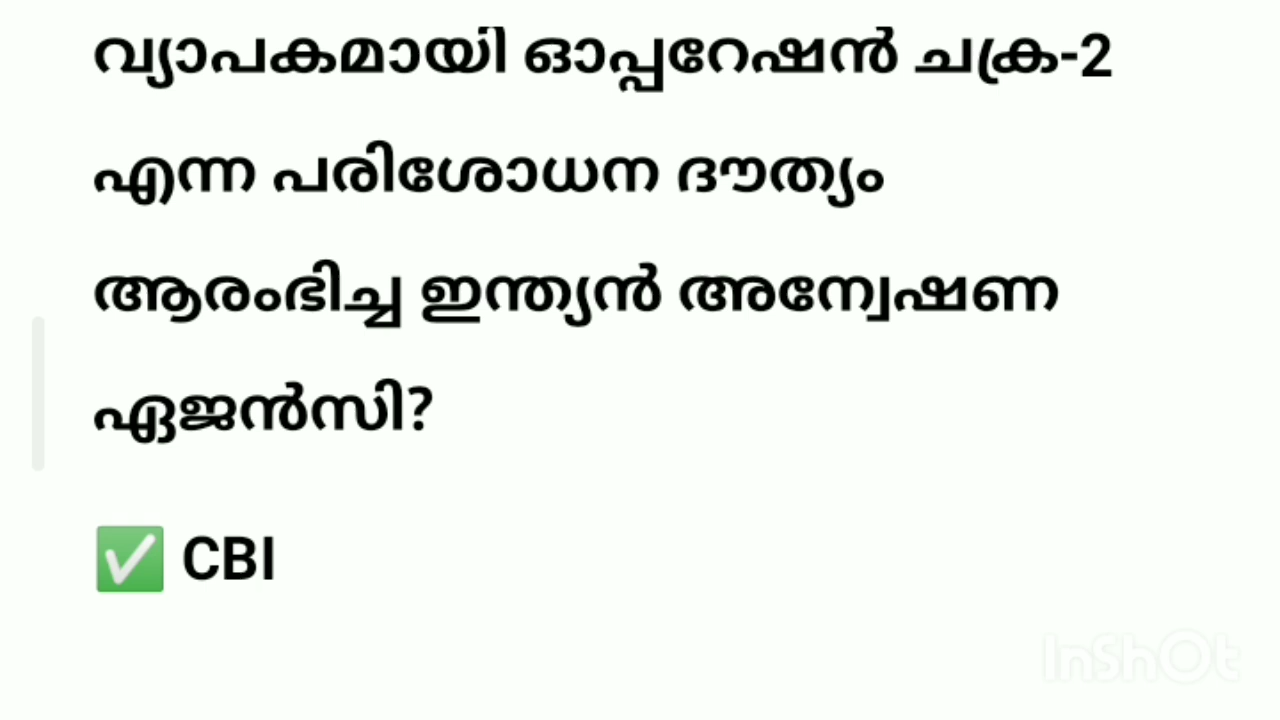 വ്യാപകമായി ഓപ്പറേഷൻ ചക്ര-2
എന്ന പരിശോധന ദൗത്യം
ആരംഭിച്ച ഇന്ത്യൻ അന്വേഷണ
ഏജൻസി?
✅ CBI
InShOt